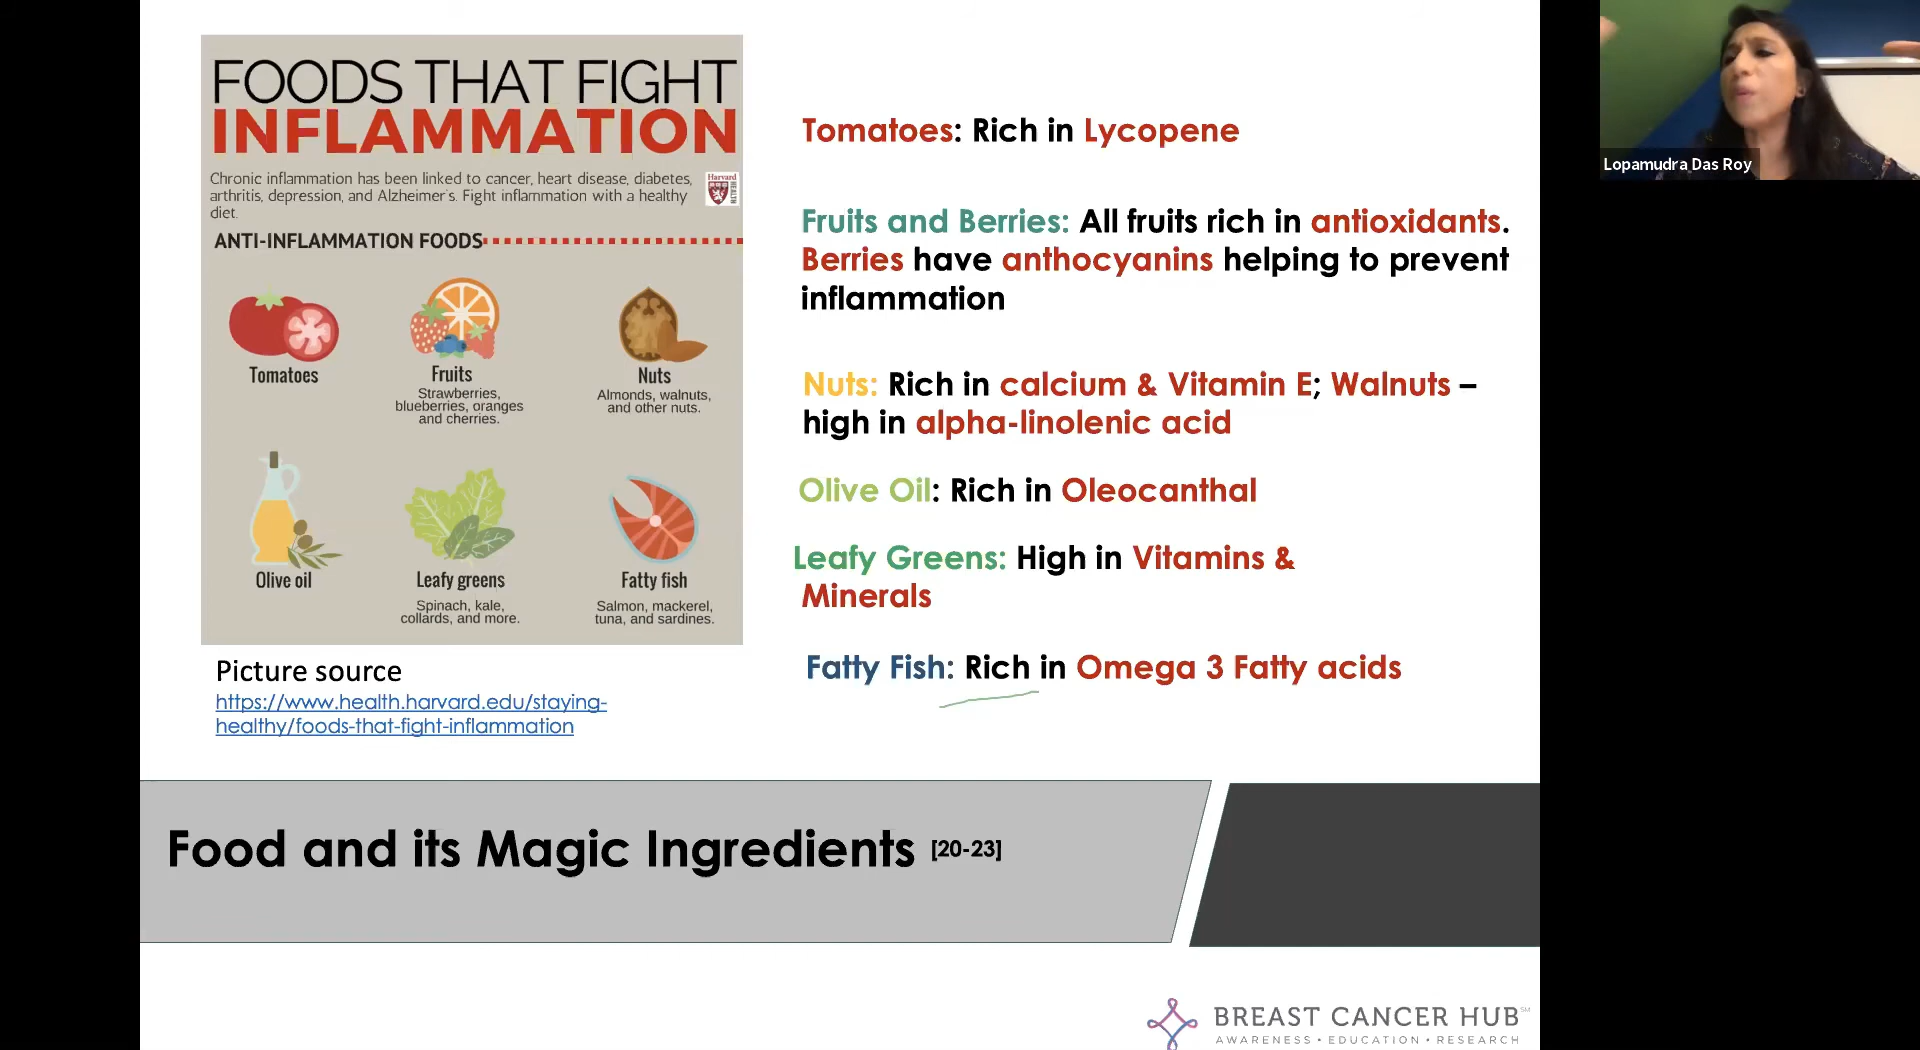 FOODS THAT FIGHT
INFLAMMATION
Chronic inflammation has been linked to cancer, heart disease, diabetes,
arthritis, depression, and Alzheimer's. Fight inflammation with a healthy
diet.
Harvard
HEALTH
ANTI-INFLAMMATION FOODS
Tomatoes
Fruits
Strawberries,
blueberries, oranges
and cherries.
Nuts
Almonds, walnuts,
and other nuts.
Olive oil
Leafy greens
Spinach, kale,
collards, and more.
Fatty fish
Salmon, mackerel,
tuna, and sardines.
Picture source
https://www.health.harvard.edu/staying-
healthy/foods-that-fight-inflammation
Tomatoes: Rich in Lycopene
Fruits and Berries: All fruits rich in antioxidants.
Berries have anthocyanins helping to prevent
inflammation
Nuts: Rich in calcium & Vitamin E; Walnuts –
high in alpha-linolenic acid
Olive Oil: Rich in Oleocanthal
Leafy Greens: High in Vitamins &
Minerals
Fatty Fish: Rich in Omega 3 Fatty acids
Lopamudra Das Roy
Food and its Magic Ingredients [20-23]
BREAST CANCER HUB SM
AWARENESS • EDUCATION • RESEARCH